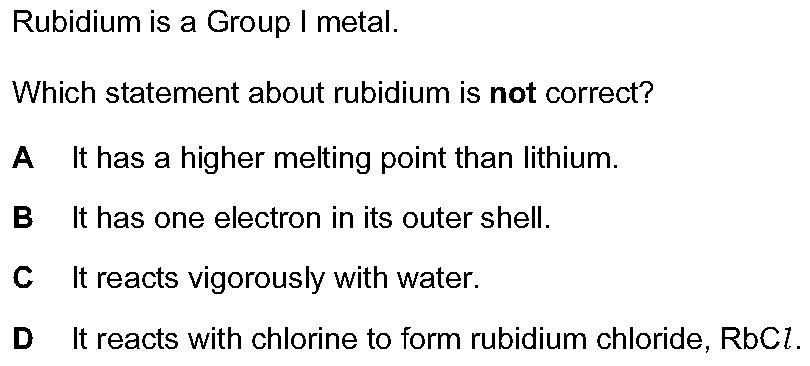 Rubidium is a Group I metal.
Which statement about rubidium is not correct?
A It has a higher melting point than lithium.
B It has one electron in its outer shell.
C It reacts vigorously with water.
D It reacts with chlorine to form rubidium chloride, RbCl.